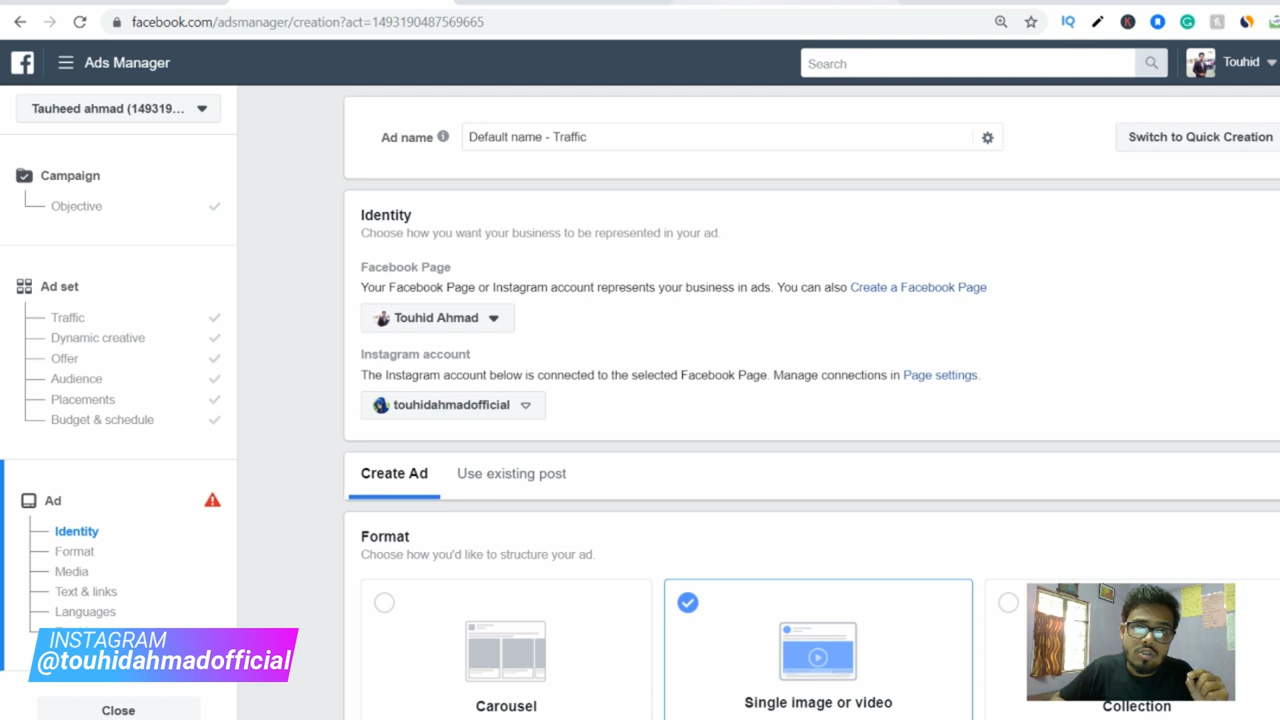 facebook.com/adsmanager/creation?act=1493190487569665
Ads Manager
Search
Touhid
Tauheed ahmad (149319...
Campaign
Objective
Ad set
Traffic
Dynamic creative
Offer
Audience
Placements
Budget & schedule
Ad
Identity
Format
Media
Text & links
Languages
INSTAGRAM
@touhidahmadofficial
Close
Ad name
Default name - Traffic
Switch to Quick Creation
Identity
Choose how you want your business to be represented in your ad.
Facebook Page
Your Facebook Page or Instagram account represents your business in ads. You can also Create a Facebook Page
Touhid Ahmad
Instagram account
The Instagram account below is connected to the selected Facebook Page. Manage connections in Page settings.
touhidahmadofficial
Create Ad
Use existing post
Format
Choose how you'd like to structure your ad.
Carousel
Single image or video
Collection